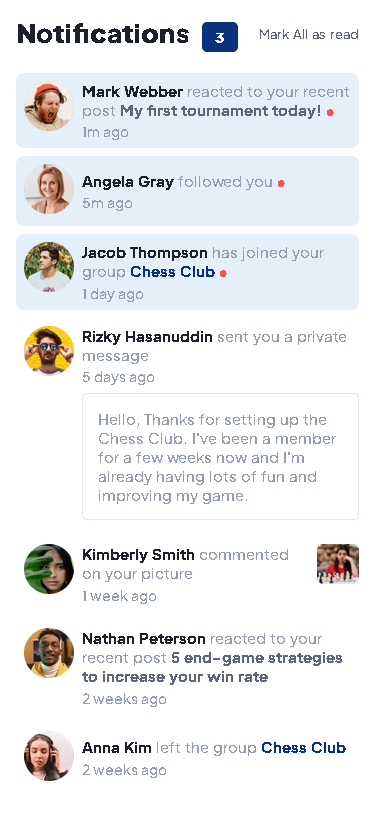 Notifications 3 Mark All as read
Mark Webber reacted to your recent
post My first tournament today!
1m ago
Angela Gray followed you
5m ago
Jacob Thompson has joined your
group Chess Club
1 day ago
Rizky Hasanuddin sent you a private
message
5 days ago
Hello, Thanks for setting up the
Chess Club. I've been a member
for a few weeks now and I'm
already having lots of fun and
improving my game.
Kimberly Smith commented
on your picture
1 week ago
Nathan Peterson reacted to your
recent post 5 end-game strategies
to increase your win rate
2 weeks ago
Anna Kim left the group Chess Club
2 weeks ago